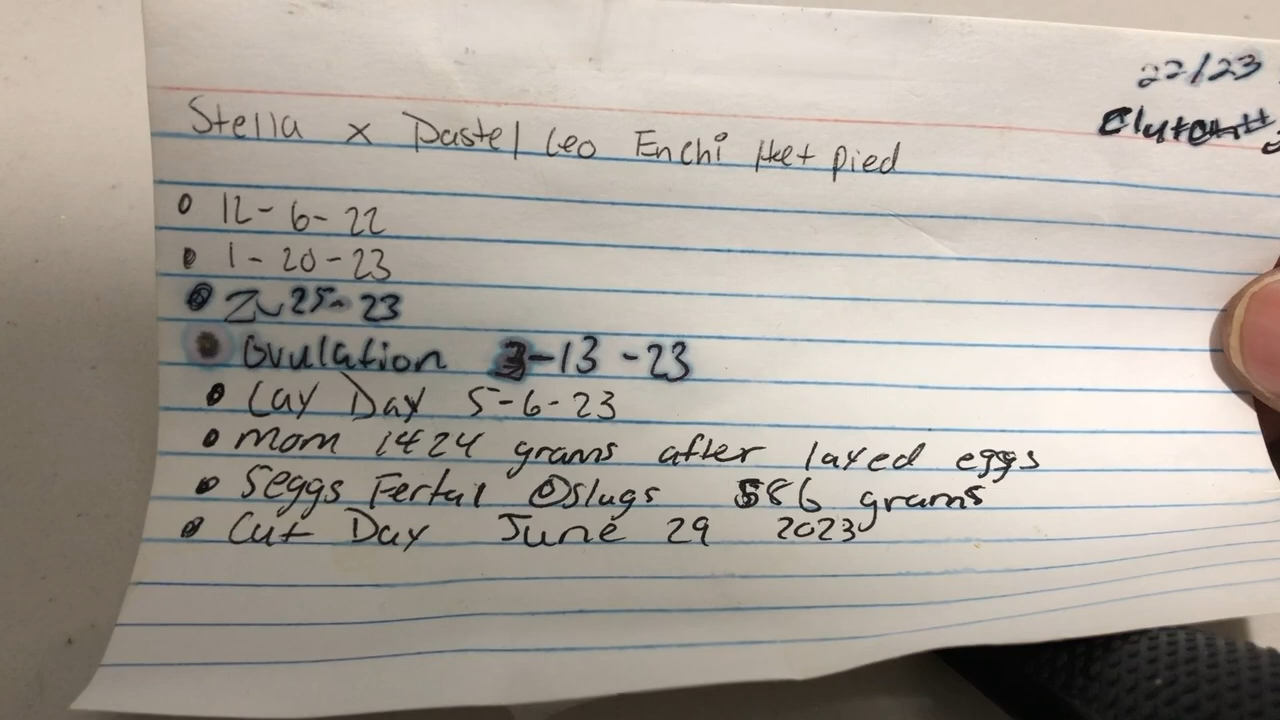 22/23
Clutch#
Stella x Pastel Leo Enchi Het pied
12-6-22
1-20-23
2-25-23
Ovulation 3-13-23
Lay Day 5-6-23
mom 1424 grams after layed eggs
5eggs Fertail 0slugs 586 grams
Cut Day June 29 2023